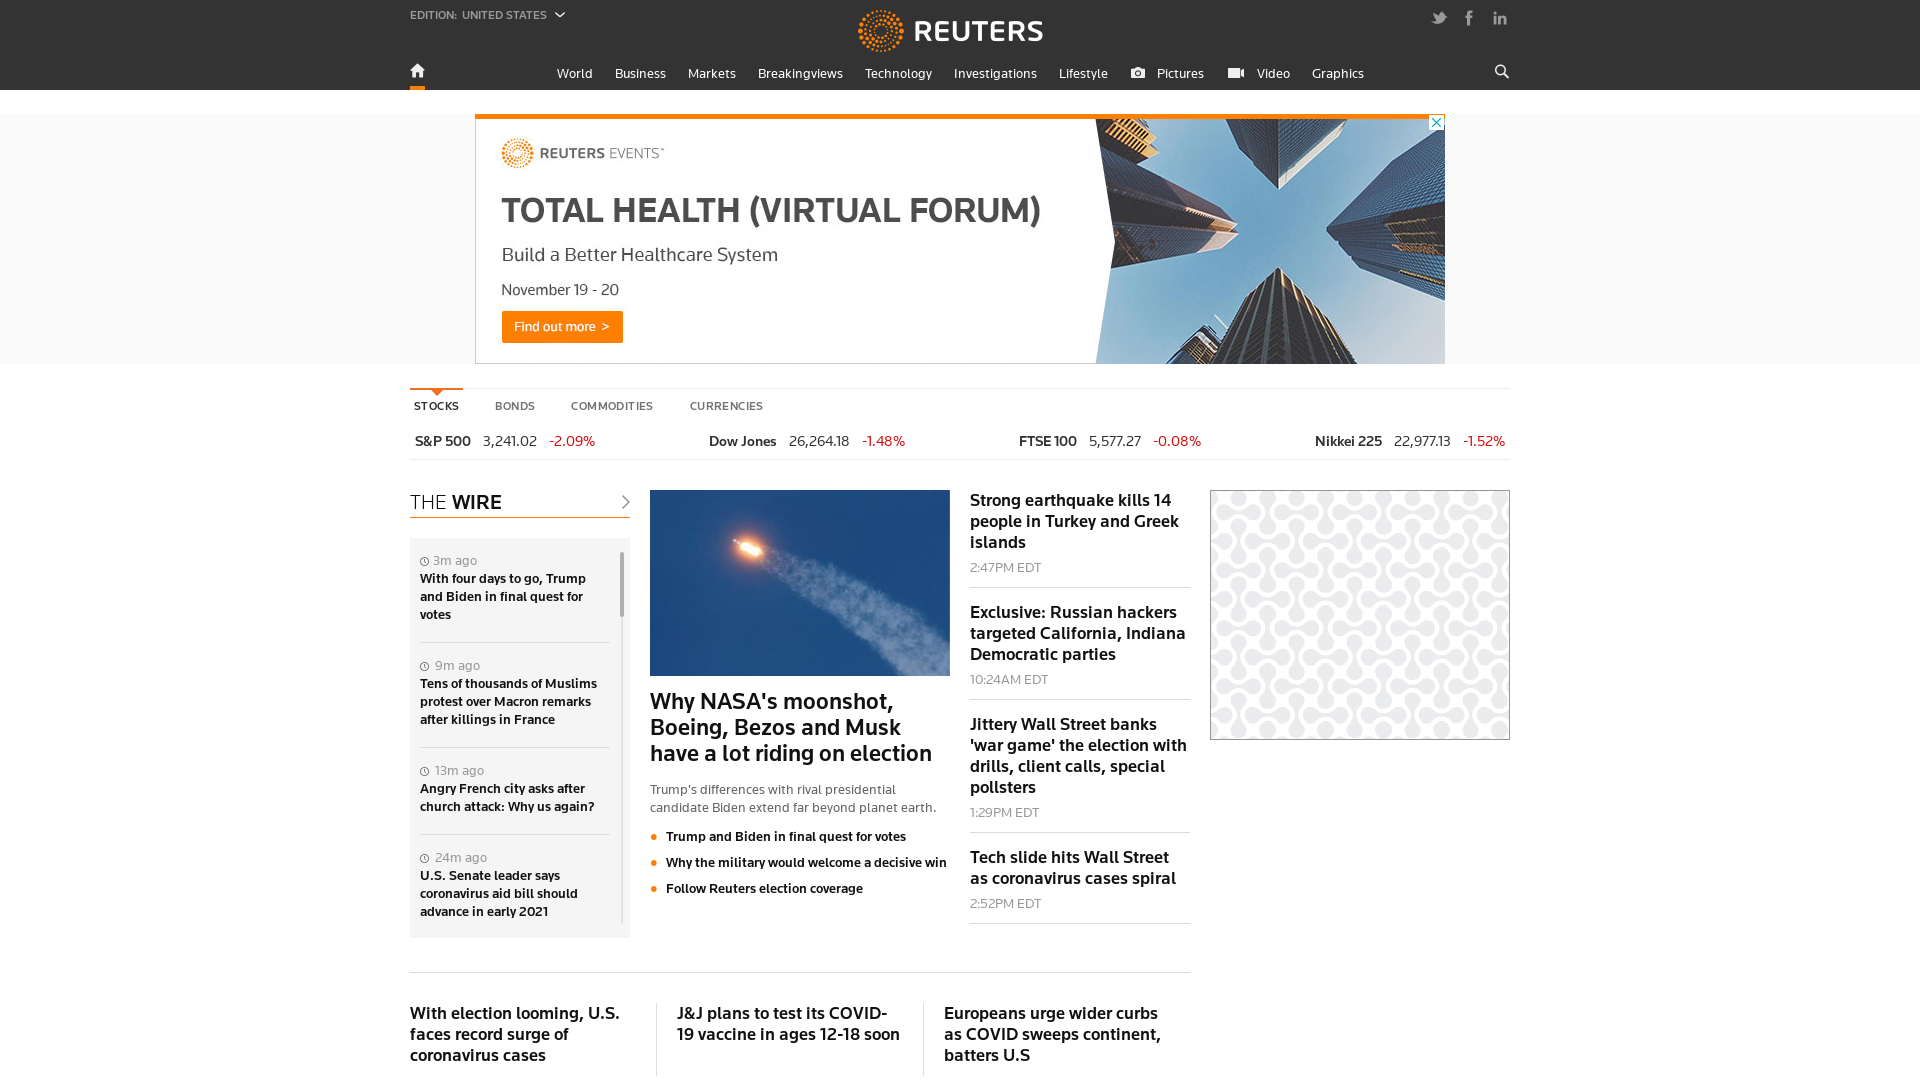 EDITION: UNITED STATES
REUTERS
World Business Markets Breakingviews Technology Investigations Lifestyle Pictures Video Graphics
REUTERS EVENTS™
TOTAL HEALTH (VIRTUAL FORUM)
Build a Better Healthcare System
November 19 - 20
Find out more >
STOCKS BONDS COMMODITIES CURRENCIES
S&P 500 3,241.02 -2.09% Dow Jones 26,264.18 -1.48% FTSE 100 5,577.27 -0.08% Nikkei 225 22,977.13 -1.52%
THE WIRE
3m ago
With four days to go, Trump
and Biden in final quest for
votes
9m ago
Tens of thousands of Muslims
protest over Macron remarks
after killings in France
13m ago
Angry French city asks after
church attack: Why us again?
24m ago
U.S. Senate leader says
coronavirus aid bill should
advance in early 2021
Why NASA's moonshot,
Boeing, Bezos and Musk
have a lot riding on election
Trump's differences with rival presidential
candidate Biden extend far beyond planet earth.
Trump and Biden in final quest for votes
Why the military would welcome a decisive win
Follow Reuters election coverage
Strong earthquake kills 14
people in Turkey and Greek
islands
2:47PM EDT
Exclusive: Russian hackers
targeted California, Indiana
Democratic parties
10:24AM EDT
Jittery Wall Street banks
'war game' the election with
drills, client calls, special
pollsters
1:29PM EDT
Tech slide hits Wall Street
as coronavirus cases spiral
2:52PM EDT
With election looming, U.S.
faces record surge of
coronavirus cases
J&J plans to test its COVID-
19 vaccine in ages 12-18 soon
Europeans urge wider curbs
as COVID sweeps continent,
batters U.S